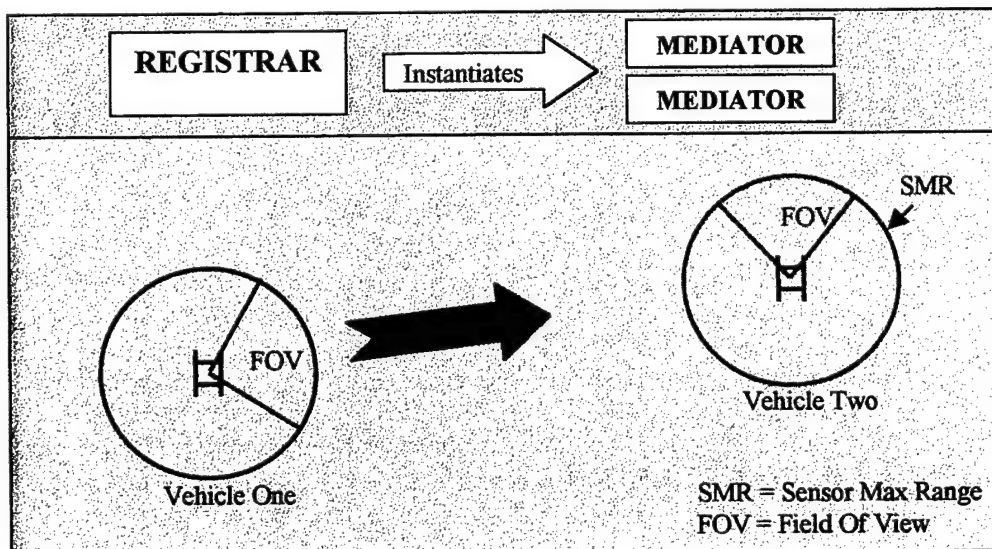 REGISTRAR
Instantiates
MEDIATOR
MEDIATOR
SMR
FOV
Vehicle Two
FOV
Vehicle One
SMR = Sensor Max Range
FOV = Field Of View